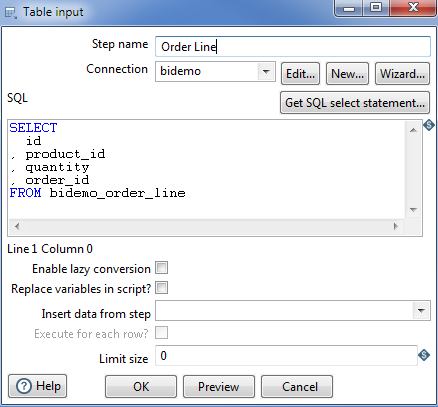 Table input
Step name Order Line
Connection bidemo Edit... New... Wizard...
SQL Get SQL select statement...
SELECT
id
, product_id
, quantity
, order_id
FROM bidemo_order_line
Line 1 Column 0
Enable lazy conversion
Replace variables in script?
Insert data from step
Execute for each row?
Limit size 0
Help OK Preview Cancel